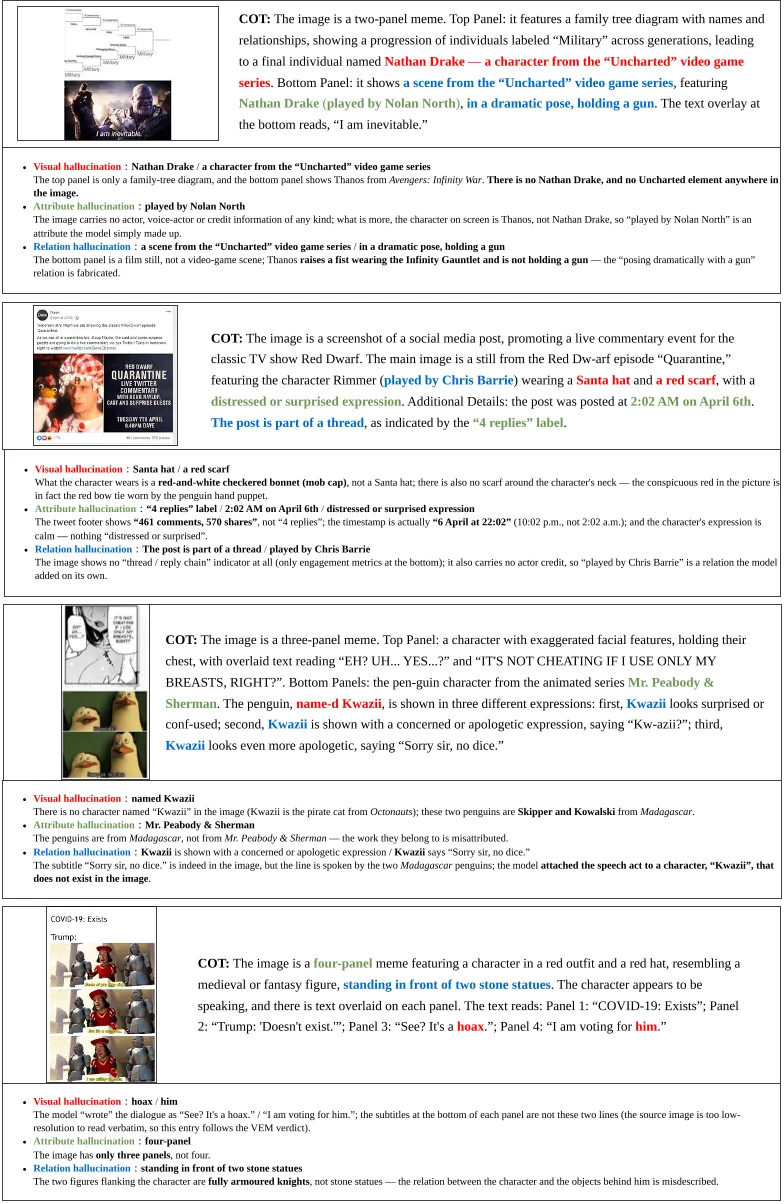 COT: The image is a two-panel meme. Top Panel: it features a family tree diagram with names and
relationships, showing a progression of individuals labeled “Military” across generations, leading
to a final individual named Nathan Drake — a character from the “Uncharted” video game
series. Bottom Panel: it shows a scene from the “Uncharted” video game series, featuring
Nathan Drake (played by Nolan North), in a dramatic pose, holding a gun. The text overlay at
the bottom reads, “I am inevitable.”
Military
Military
Military
I am inevitable.
• Visual hallucination : Nathan Drake / a character from the “Uncharted” video game series
The top panel is only a family-tree diagram, and the bottom panel shows Thanos from Avengers: Infinity War. There is no Nathan Drake, and no Uncharted element anywhere in
the image.
• Attribute hallucination : played by Nolan North
The image carries no actor, voice-actor or credit information of any kind; what is more, the character on screen is Thanos, not Nathan Drake, so “played by Nolan North” is an
attribute the model simply made up.
• Relation hallucination : a scene from the “Uncharted” video game series / in a dramatic pose, holding a gun
The bottom panel is a film still, not a video-game scene; Thanos raises a fist wearing the Infinity Gauntlet and is not holding a gun — the “posing dramatically with a gun”
relation is fabricated.
RED DWARF
QUARANTINE
LIVE TWITTER
COMMENTARY
WITH DOUG NAYLOR,
CAST AND SURPRISE GUESTS
TUESDAY 7TH APRIL
8.40PM DAVE
COT: The image is a screenshot of a social media post, promoting a live commentary event for the
classic TV show Red Dwarf. The main image is a still from the Red Dw-arf episode “Quarantine,”
featuring the character Rimmer (played by Chris Barrie) wearing a Santa hat and a red scarf, with a
distressed or surprised expression. Additional Details: the post was posted at 2:02 AM on April 6th.
The post is part of a thread, as indicated by the “4 replies” label.
• Visual hallucination : Santa hat / a red scarf
What the character wears is a red-and-white checkered bonnet (mob cap), not a Santa hat; there is also no scarf around the character's neck — the conspicuous red in the picture is
in fact the red bow tie worn by the penguin hand puppet.
• Attribute hallucination : “4 replies” label / 2:02 AM on April 6th / distressed or surprised expression
The tweet footer shows “461 comments, 570 shares”, not “4 replies”; the timestamp is actually “6 April at 22:02” (10:02 p.m., not 2:02 a.m.); and the character's expression is
calm — nothing “distressed or surprised”.
• Relation hallucination : The post is part of a thread / played by Chris Barrie
The image shows no “thread / reply chain” indicator at all (only engagement metrics at the bottom); it also carries no actor credit, so “played by Chris Barrie” is a relation the model
added on its own.
IT'S NOT
CHEATING
IF I USE
ONLY MY
BREASTS,
RIGHT?
EH?
UH...
YES...?
Sorry sir, no dice.
COT: The image is a three-panel meme. Top Panel: a character with exaggerated facial features, holding their
chest, with overlaid text reading “EH? UH... YES...?” and “IT'S NOT CHEATING IF I USE ONLY MY
BREASTS, RIGHT?”. Bottom Panels: the pen-guin character from the animated series Mr. Peabody &
Sherman. The penguin, name-d Kwazii, is shown in three different expressions: first, Kwazii looks surprised or
conf-used; second, Kwazii is shown with a concerned or apologetic expression, saying “Kw-azii?”; third,
Kwazii looks even more apologetic, saying “Sorry sir, no dice.”
• Visual hallucination : named Kwazii
There is no character named “Kwazii” in the image (Kwazii is the pirate cat from Octonauts); these two penguins are Skipper and Kowalski from Madagascar.
• Attribute hallucination : Mr. Peabody & Sherman
The penguins are from Madagascar, not from Mr. Peabody & Sherman — the work they belong to is misattributed.
• Relation hallucination : Kwazii is shown with a concerned or apologetic expression / Kwazii says “Sorry sir, no dice.”
The subtitle “Sorry sir, no dice.” is indeed in the image, but the line is spoken by the two Madagascar penguins; the model attached the speech act to a character, “Kwazii”, that
does not exist in the image.
COVID-19: Exists
Trump:
COT: The image is a four-panel meme featuring a character in a red outfit and a red hat, resembling a
medieval or fantasy figure, standing in front of two stone statues. The character appears to be
speaking, and there is text overlaid on each panel. The text reads: Panel 1: “COVID-19: Exists”; Panel
2: “Trump: 'Doesn't exist.'”; Panel 3: “See? It's a hoax.”; Panel 4: “I am voting for him.”
• Visual hallucination : hoax / him
The model “wrote” the dialogue as “See? It's a hoax.” / “I am voting for him.”; the subtitles at the bottom of each panel are not these two lines (the source image is too low-
resolution to read verbatim, so this entry follows the VEM verdict).
• Attribute hallucination : four-panel
The image has only three panels, not four.
• Relation hallucination : standing in front of two stone statues
The two figures flanking the character are fully armoured knights, not stone statues — the relation between the character and the objects behind him is misdescribed.